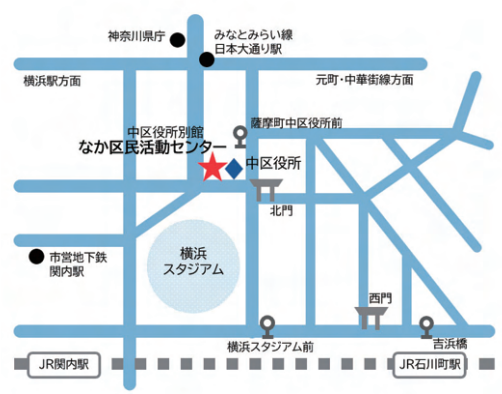 神奈川県庁
みなとみらい線
日本大通り駅
横浜駅方面
元町・中華街線方面
薩摩町中区役所前
中区役所別館
なか区民活動センター
中区役所
北門
横浜
スタジアム
市営地下鉄
関内駅
西門
横浜スタジアム前
吉浜橋
JR関内駅
JR石川町駅